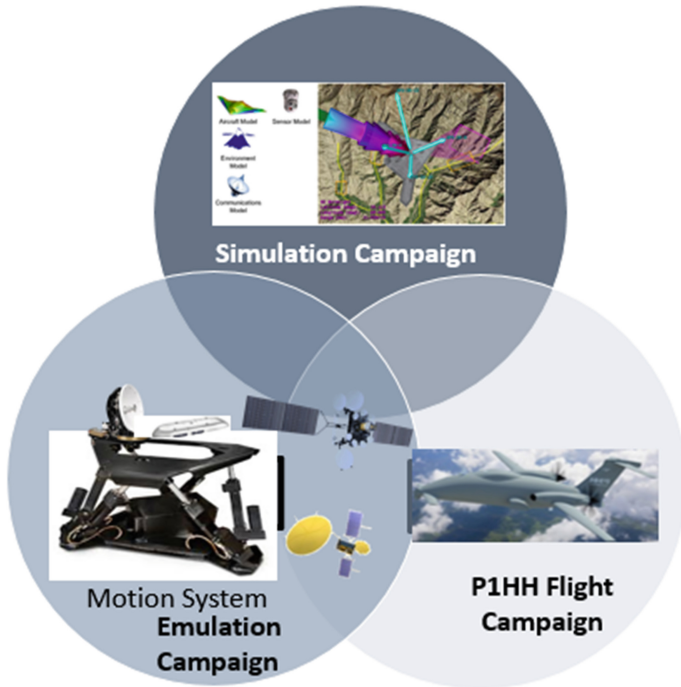 Aircraft Model Sensor Model
Environment
Model
Communications
Model
Simulation Campaign
Motion System
Emulation
Campaign
P1HH Flight
Campaign